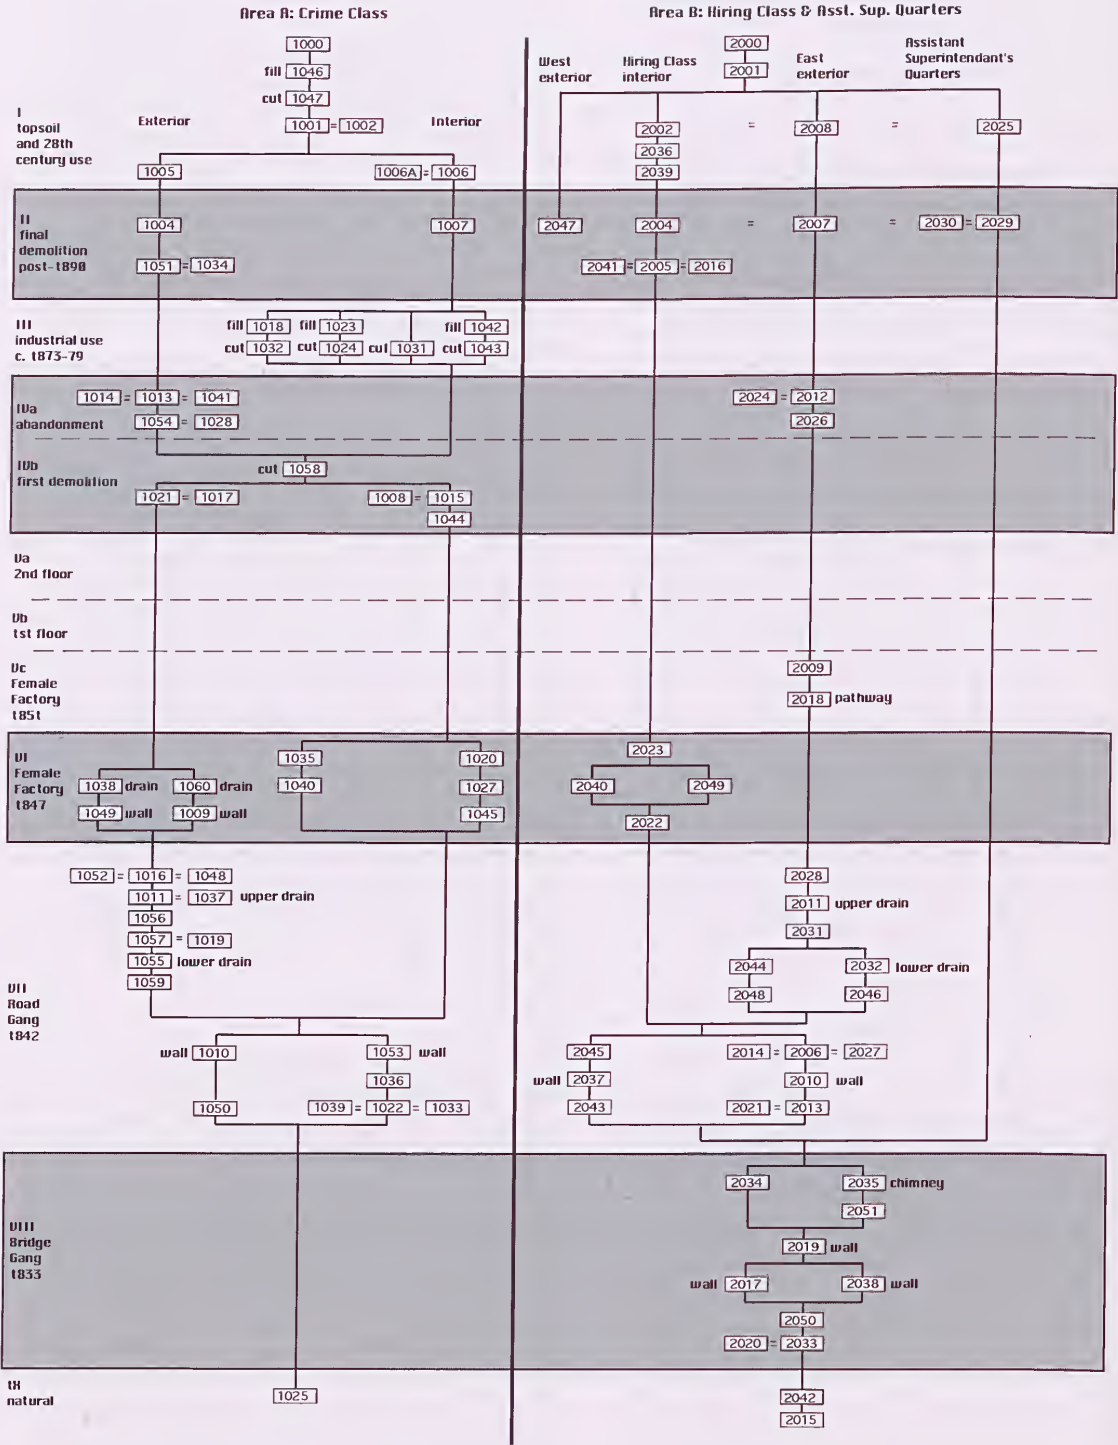 Area A: Crime Class
Area B: Hiring Class & Asst. Sup. Quarters
1000
2000
fill 1046
2001
cut 1047
West exterior
Hiring Class interior
East exterior
Assistant Superintendant's Quarters
I
topsoil
and 28th
century use
Exterior
1001 = 1002
Interior
2002 = 2008 = 2025
2036
1005
1006A = 1006
2039
II
final
demolition
post-t890
1004
1007
2047
2004 = 2007 = 2030 = 2029
1051 = 1034
2041 = 2005 = 2016
III
industrial use
c. t873-79
fill 1018 fill 1023 fill 1042
cut 1032 cut 1024 cut 1031 cut 1043
IVa
abandonment
1014 = 1013 = 1041
2024 = 2012
1054 = 1028
2026
IVb
first demolition
cut 1058
1021 = 1017
1008 = 1015
1044
Va
2nd floor
Vb
tst floor
Vc
Female
Factory
t85t
2009
2018 pathway
VI
Female
Factory
t847
1035
1020
2023
1038 drain
1060 drain
1040
1027
2040
2049
1049 wall
1009 wall
1045
2022
1052 = 1016 = 1048
2028
1011 = 1037 upper drain
2011 upper drain
1056
2031
1057 = 1019
1055 lower drain
2044
2032 lower drain
1059
2048
2046
VII
Road
Gang
t842
wall 1010
1053 wall
2045
2014 = 2006 = 2027
1036
wall 2037
2010 wall
1050
1039 = 1022 = 1033
2043
2021 = 2013
VIII
Bridge
Gang
t833
2034
2035 chimney
2051
2019 wall
wall 2017
2038 wall
2050
2020 = 2033
tX
natural
1025
2042
2015